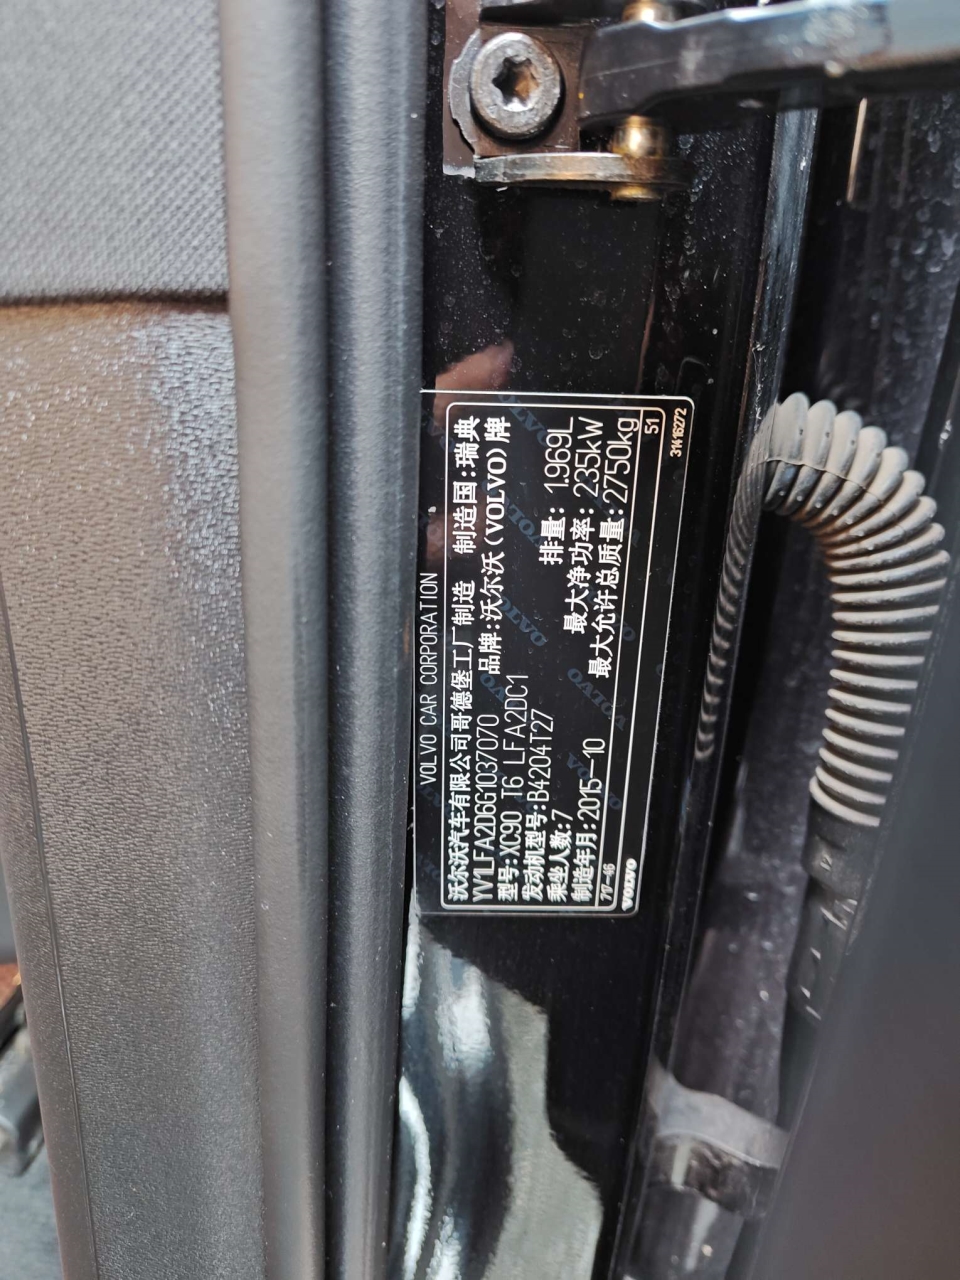 VOLVO CAR CORPORATION
沃尔沃汽车有限公司哥德堡工厂制造 制造国:瑞典
YV1LFA2D6G1037070 品牌:沃尔沃(VOLVO)牌
型号:XC90 T6 LFA2DC1
发动机型号:B4204T27 排量: 1.969L
乘坐人数:7 最大净功率: 235kW
制造年月:2015-10 最大允许总质量:2750kg
717-46 51
VOLVO 31416272